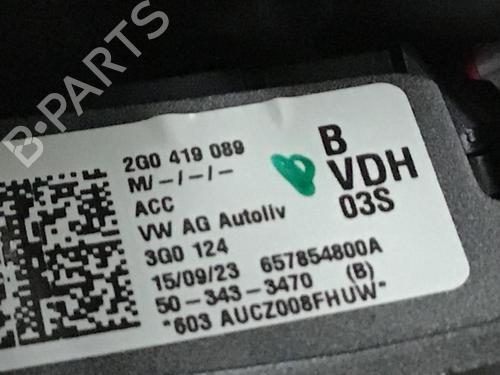 B-PARTS
2G0 419 089
M/-/-/-
ACC
VW AG Autoliv
3G0 124
15/09/23 657854800A
50-343-3470 (B)
"603 AUCZ008FHUW"
B
VDH
03S